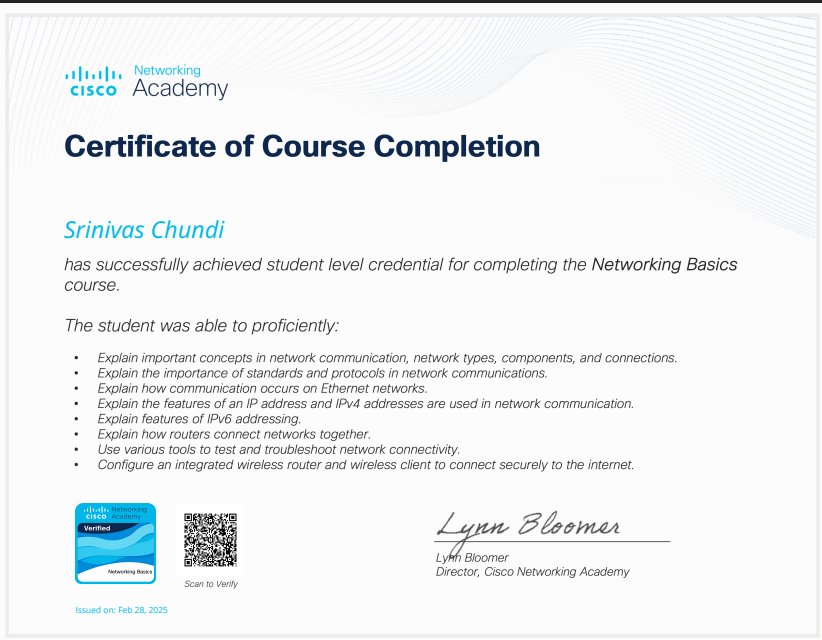 Networking
CISCO Academy
Certificate of Course Completion
Srinivas Chundi
has successfully achieved student level credential for completing the Networking Basics
course.
The student was able to proficiently:
• Explain important concepts in network communication, network types, components, and connections.
• Explain the importance of standards and protocols in network communications.
• Explain how communication occurs on Ethernet networks.
• Explain the features of an IP address and IPv4 addresses are used in network communication.
• Explain features of IPv6 addressing.
• Explain how routers connect networks together.
• Use various tools to test and troubleshoot network connectivity.
• Configure an integrated wireless router and wireless client to connect securely to the internet.
Networking
CISCO Academy
Verified
Networking Basics
Scan to Verify
Lynn Bloomer
Lynn Bloomer
Director, Cisco Networking Academy
Issued on: Feb 28, 2025